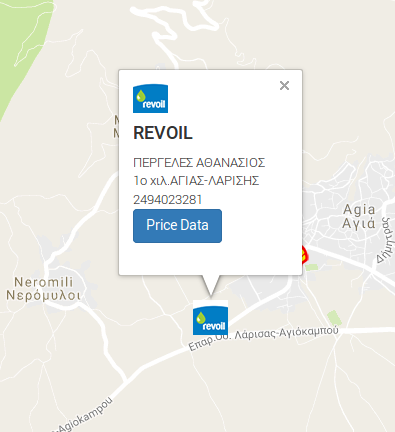 revoil
×
REVOIL
ΠΕΡΓΕΛΕΣ ΑΘΑΝΑΣΙΟΣ
1ο χιλ.ΑΓΙΑΣ-ΛΑΡΙΣΗΣ
2494023281
Price Data
Agia
Αγιά
Neromili
Νερόμυλοι
revoil
Επαρ.Οδ. Λάρισας-Αγιόκαμπου
-Agiokampou